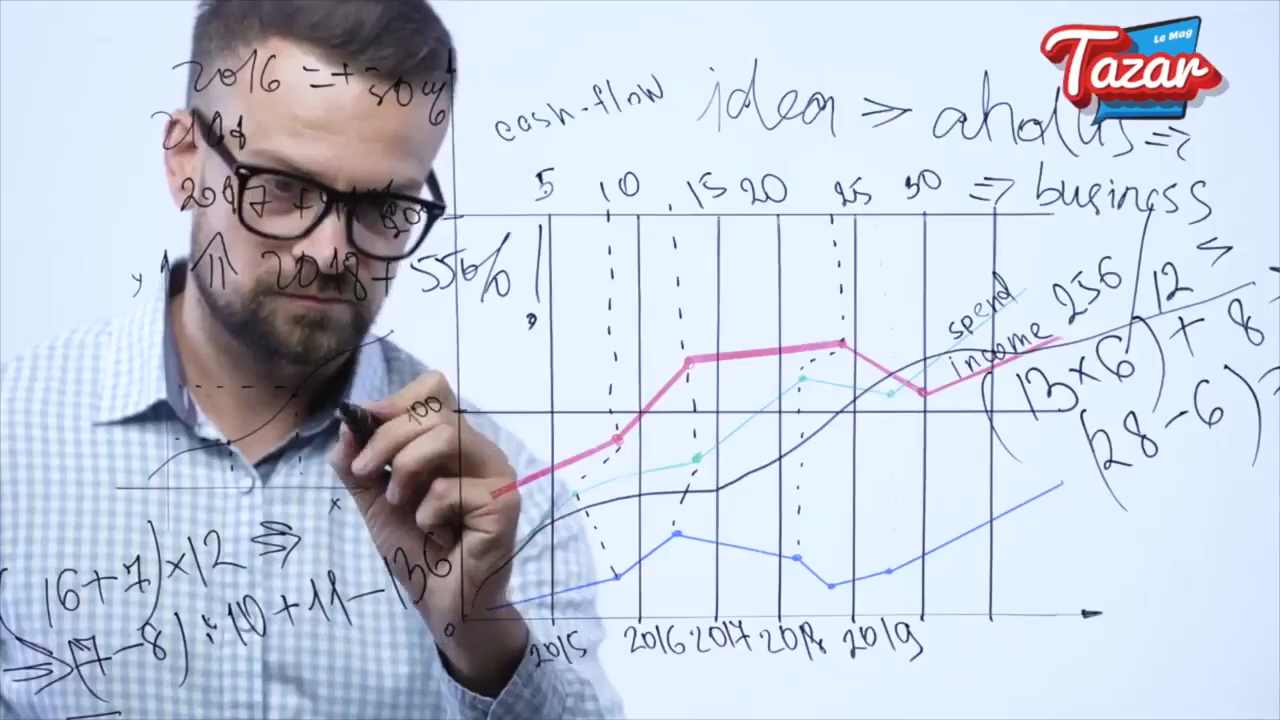 Le Mag
Tazar
2016 = + 30%
cash-flow idea => =>
5 10 15 20 25 30 => business
2017 +
2018 + 55%!
y
spend
income
256
12
(13×6)+8
(28-6)
100
x
(16+7)×12 =>
=>(7-8):10+11-136
0
2015 2016 2017 2018 2019